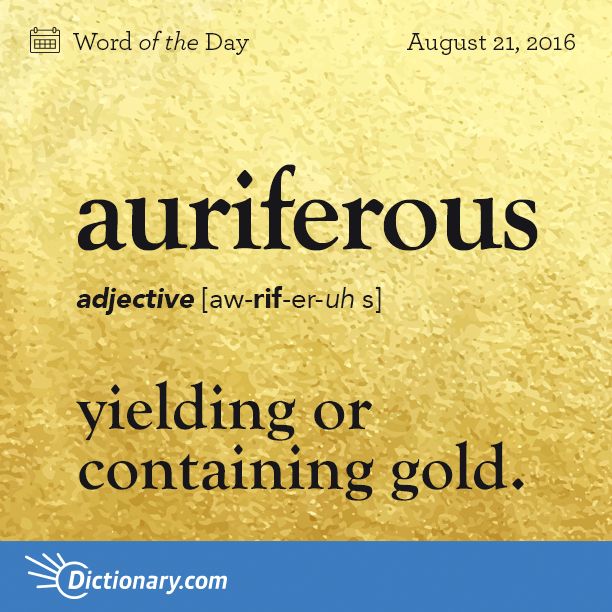 Word of the Day
August 21, 2016
auriferous
adjective [aw-rif-er-uh s]
yielding or
containing gold.
Dictionary.com